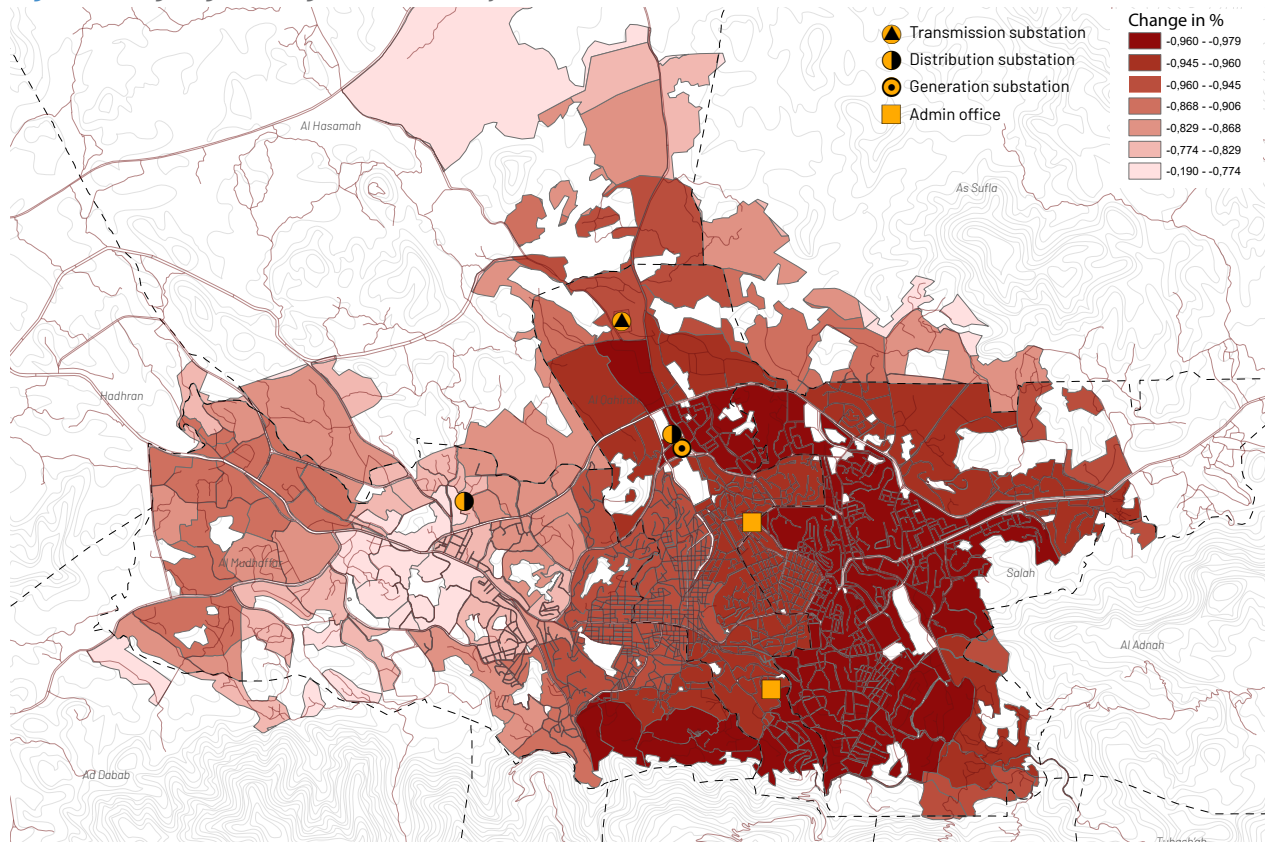 Transmission substation
Distribution substation
Generation substation
Admin office
Change in %
-0,960 - -0,979
-0,945 - -0,960
-0,960 - -0,945
-0,868 - -0,906
-0,829 - -0,868
-0,774 - -0,829
-0,190 - -0,774
Al Hasamah
As Sufla
Hadhran
Al Mudhaffar
Salah
Al Adnah
Ad Dabab